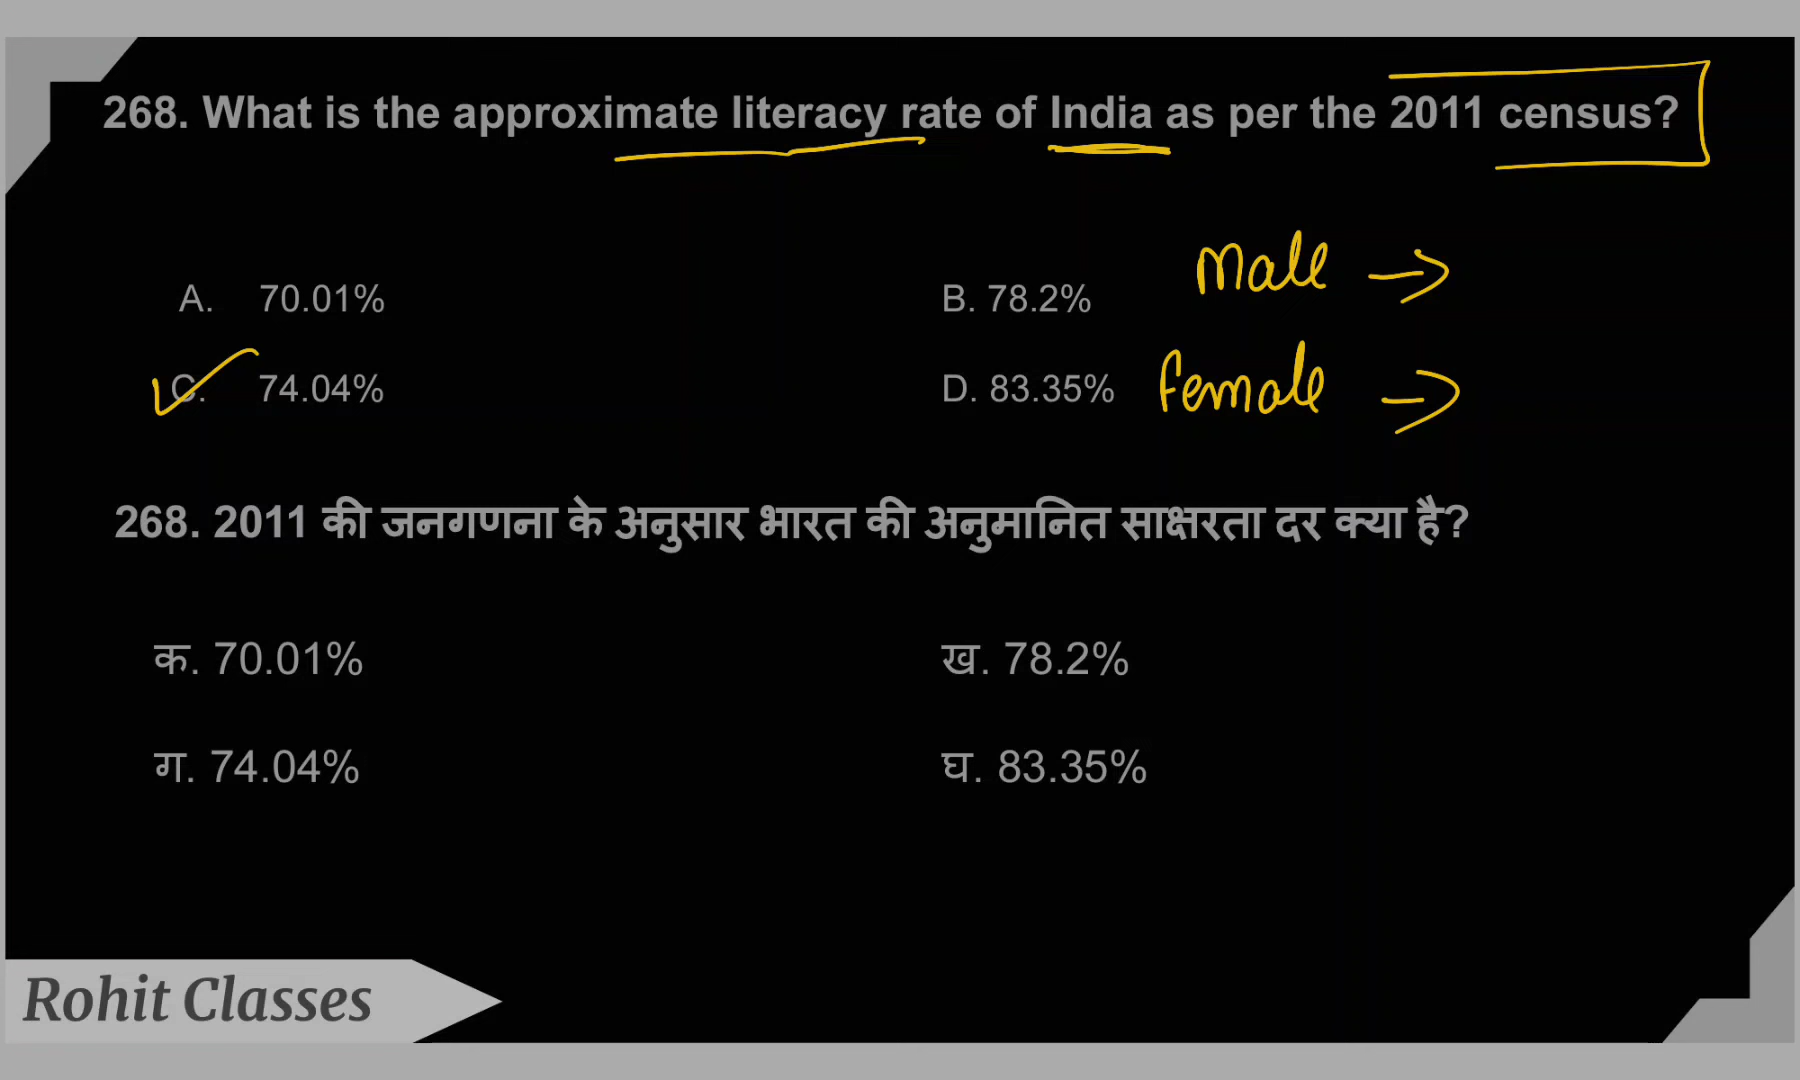 268. What is the approximate literacy rate of India as per the 2011 census?
Male →
A. 70.01%
B. 78.2%
C. 74.04%
D. 83.35%
Female →
268. 2011 की जनगणना के अनुसार भारत की अनुमानित साक्षरता दर क्या है?
क. 70.01%
ख. 78.2%
ग. 74.04%
घ. 83.35%
Rohit Classes